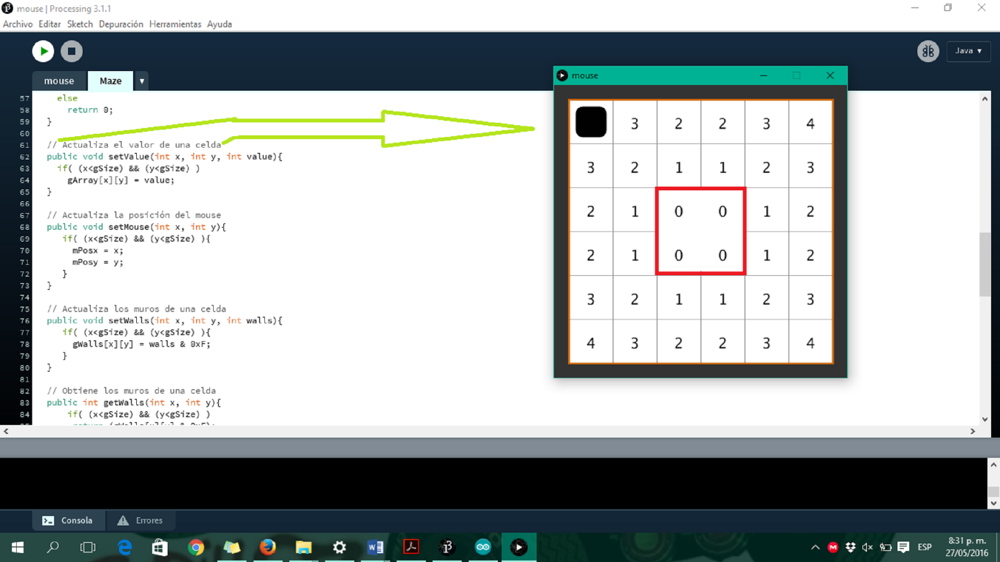 mouse | Processing 3.1.1
Archivo Editar Sketch Depuración Herramientas Ayuda
Java ▾
mouse Maze ▾
57 else
58 return 0;
59 }
60
61 // Actualiza el valor de una celda
62 public void setValue(int x, int y, int value){
63 if( (x<gSize) && (y<gSize) )
64 gArray[x][y] = value;
65 }
66
67 // Actualiza la posición del mouse
68 public void setMouse(int x, int y){
69 if( (x<gSize) && (y<gSize) ){
70 mPosx = x;
71 mPosy = y;
72 }
73 }
74
75 // Actualiza los muros de una celda
76 public void setWalls(int x, int y, int walls){
77 if( (x<gSize) && (y<gSize) ){
78 gWalls[x][y] = walls & 0xF;
79 }
80 }
81
82 // Obtiene los muros de una celda
83 public int getWalls(int x, int y){
84 if( (x<gSize) && (y<gSize) )
mouse
3 2 2 3 4
3 2 1 1 2 3
2 1 0 0 1 2
2 1 0 0 1 2
3 2 1 1 2 3
4 3 2 2 3 4
Consola Errores
ESP
8:31 p. m.
27/05/2016